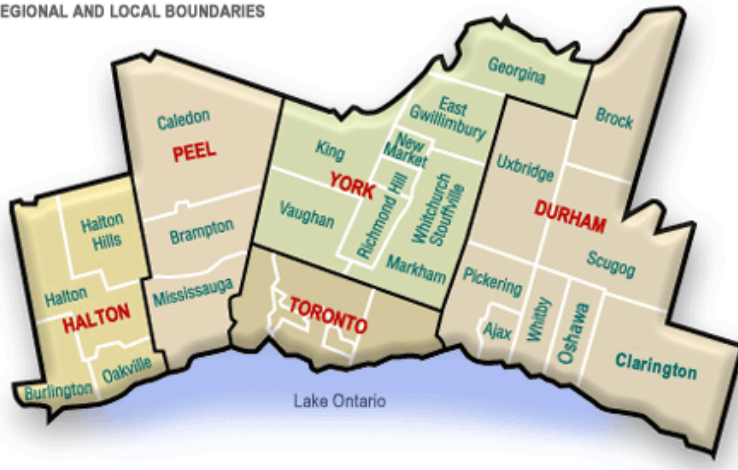 EGIONAL AND LOCAL BOUNDARIES
Georgina
East
Gwillimbury
Brock
Caledon
PEEL
King
New
Market
Uxbridge
YORK
Richmond Hill
Whitchurch
Stouffville
DURHAM
Vaughan
Halton
Hills
Brampton
Markham
Scugog
Mississauga
Pickering
Halton
HALTON
TORONTO
Ajax
Whitby
Oshawa
Clarington
Oakville
Burlington
Lake Ontario